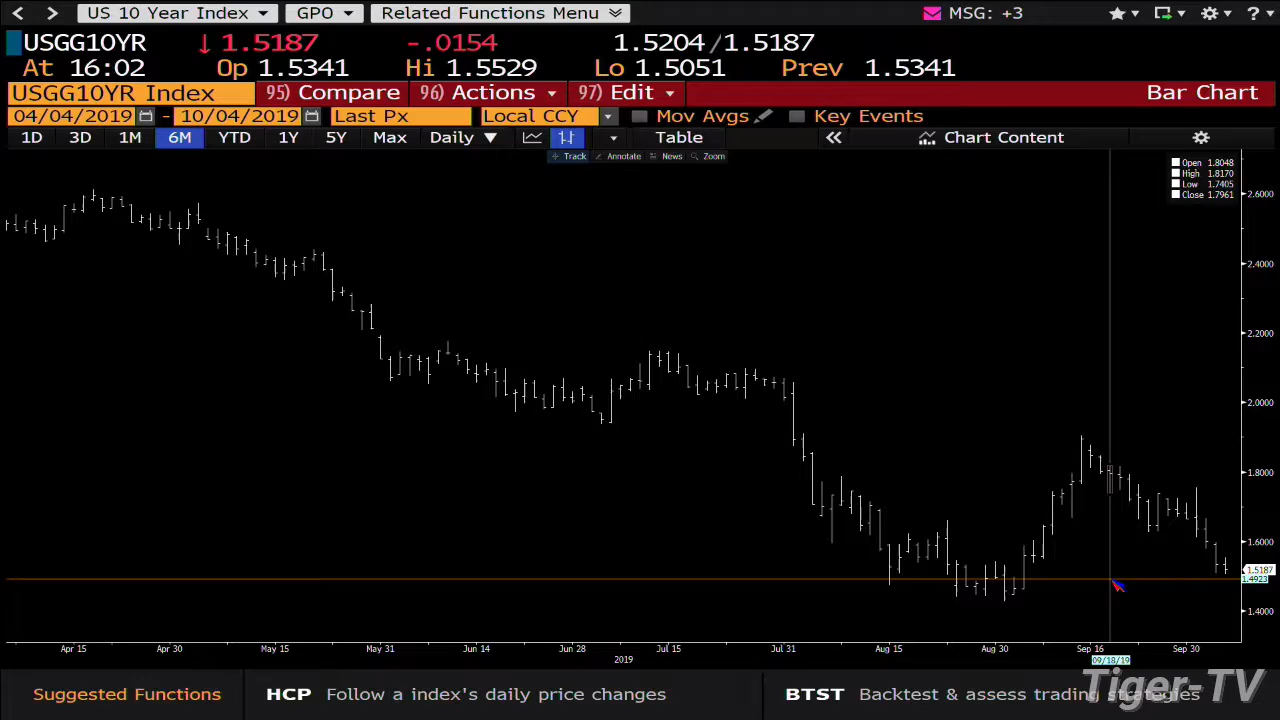 US 10 Year Index GPO Related Functions Menu MSG: +3 ?
USGG10YR ↓ 1.5187 -.0154 1.5204/1.5187
At 16:02 Op 1.5341 Hi 1.5529 Lo 1.5051 Prev 1.5341
USGG10YR Index 95) Compare 96) Actions 97) Edit Bar Chart
04/04/2019 - 10/04/2019 Last Px Local CCY Mov Avgs Key Events
1D 3D 1M 6M YTD 1Y 5Y Max Daily ▼ Table « Chart Content
Track Annotate News Zoom
Open 1.8048
High 1.8170
Low 1.7405
Close 1.7961
2.6000
2.4000
2.2000
2.0000
1.8000
1.6000
1.5187
1.4923
1.4000
Apr 15 Apr 30 May 15 May 31 Jun 14 Jun 28 Jul 15 Jul 31 Aug 15 Aug 30 Sep 16 Sep 30
2019 09/18/19
Suggested Functions HCP Follow a index's daily price changes BTST Backtest & assess trading strategies
Tiger-TV